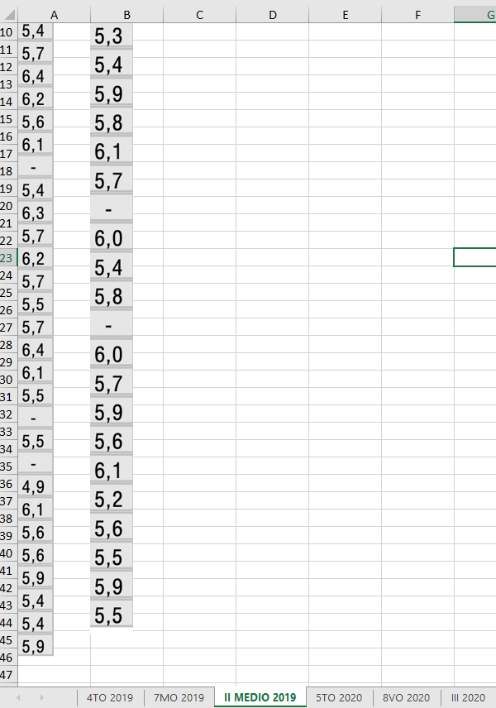 A B C D E F G
10 5,4 5,3
11 5,7
12 6,4 5,4
13
14 6,2 5,9
15 5,6 5,8
16 6,1
17 6,1
18 - 5,7
19 5,4
20 6,3 -
21
22 5,7 6,0
23 6,2
24 5,7 5,4
25 5,8
26 5,5
27 5,7 -
28 6,4 6,0
29
30 6,1 5,7
31 5,5
32 - 5,9
33
34 5,5 5,6
35 - 6,1
36 4,9
37 5,2
38 6,1
39 5,6 5,6
40 5,6 5,5
41
42 5,9 5,9
43 5,4
44 5,4 5,5
45 5,9
46
47
4TO 2019 7MO 2019 II MEDIO 2019 5TO 2020 8VO 2020 III 2020